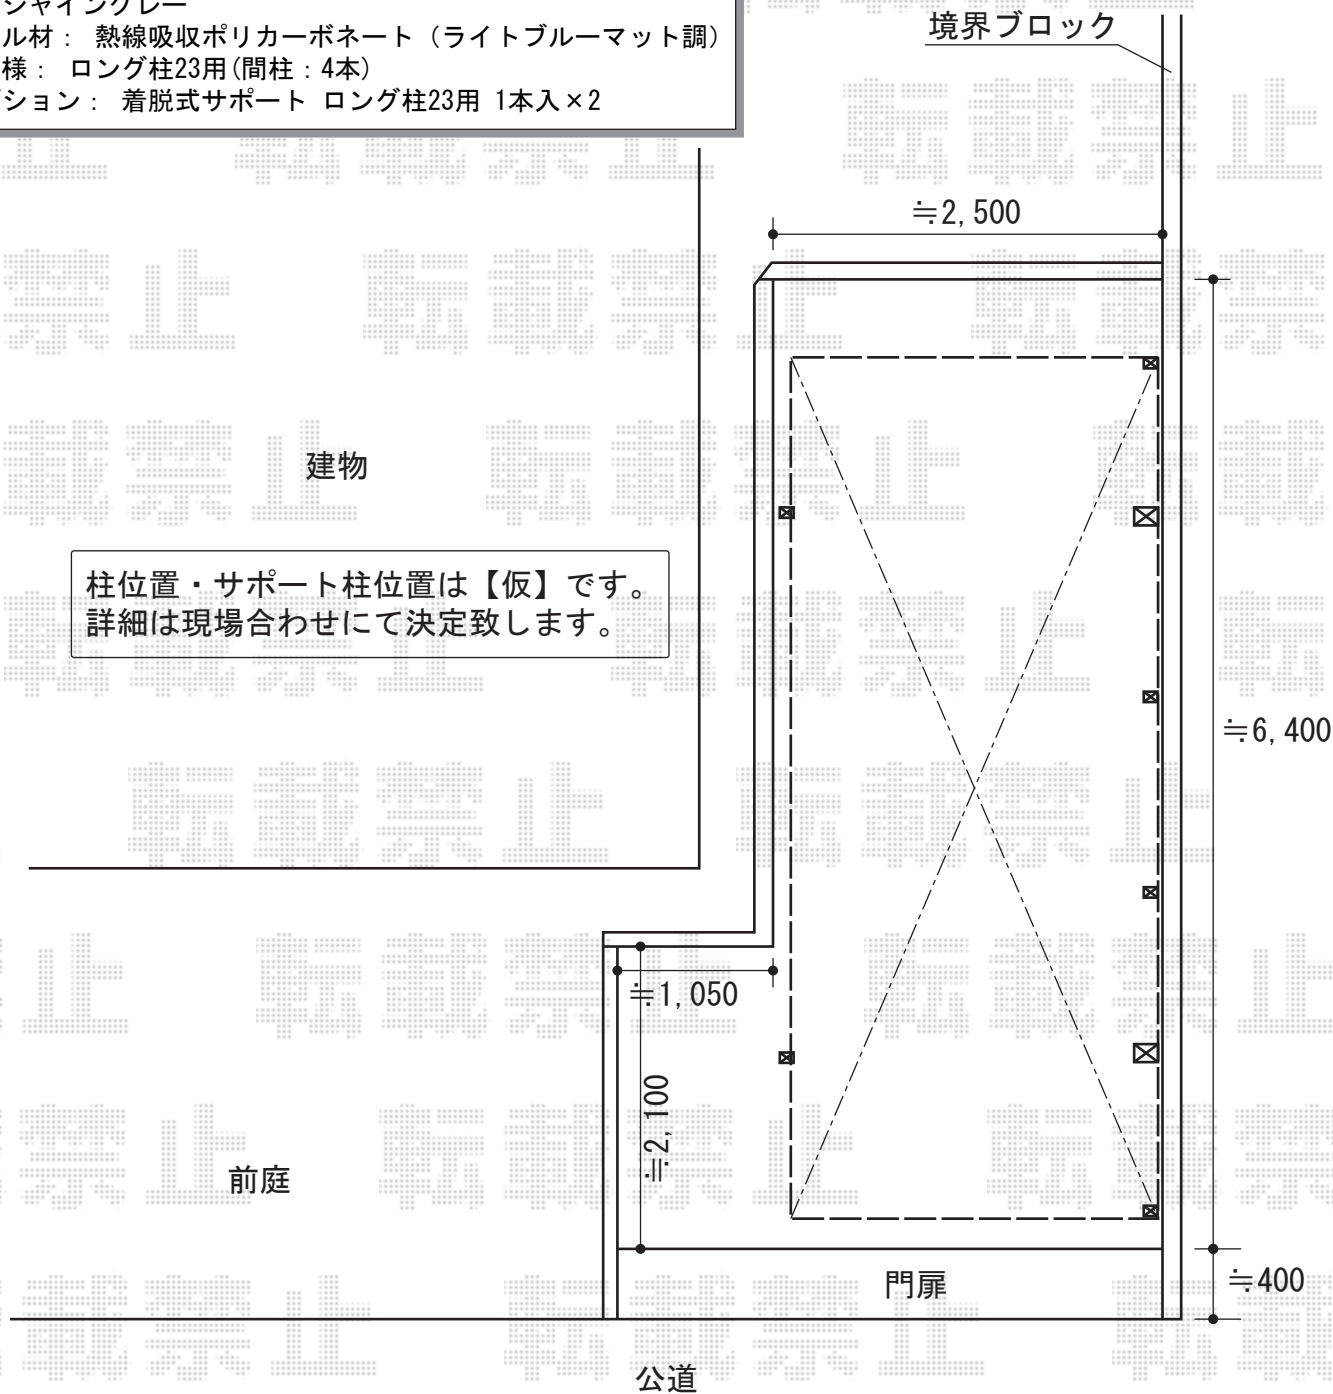 シャイングレー
ル材： 熱線吸収ポリカーボネート（ライトブルーマット調）
様： ロング柱23用(間柱：4本)
ション： 着脱式サポート ロング柱23用 1本入×2
境界ブロック
≒2,500
建物
柱位置・サポート柱位置は【仮】です。
詳細は現場合わせにて決定致します。
≒6,400
≒1,050
≒2,100
前庭
門扉
≒400
公道
転載禁止